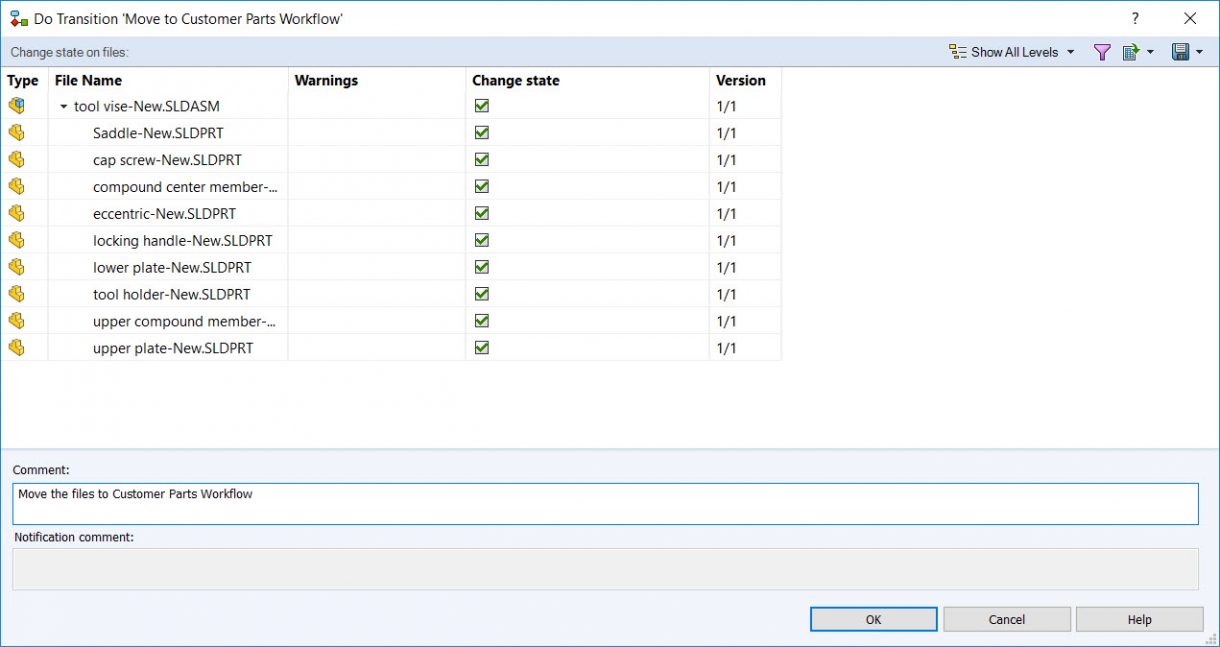 Do Transition 'Move to Customer Parts Workflow'
?
Change state on files:
Show All Levels
Type File Name Warnings Change state Version
tool vise-New.SLDASM 1/1
Saddle-New.SLDPRT 1/1
cap screw-New.SLDPRT 1/1
compound center member-... 1/1
eccentric-New.SLDPRT 1/1
locking handle-New.SLDPRT 1/1
lower plate-New.SLDPRT 1/1
tool holder-New.SLDPRT 1/1
upper compound member-... 1/1
upper plate-New.SLDPRT 1/1
Comment:
Move the files to Customer Parts Workflow
Notification comment:
OK Cancel Help